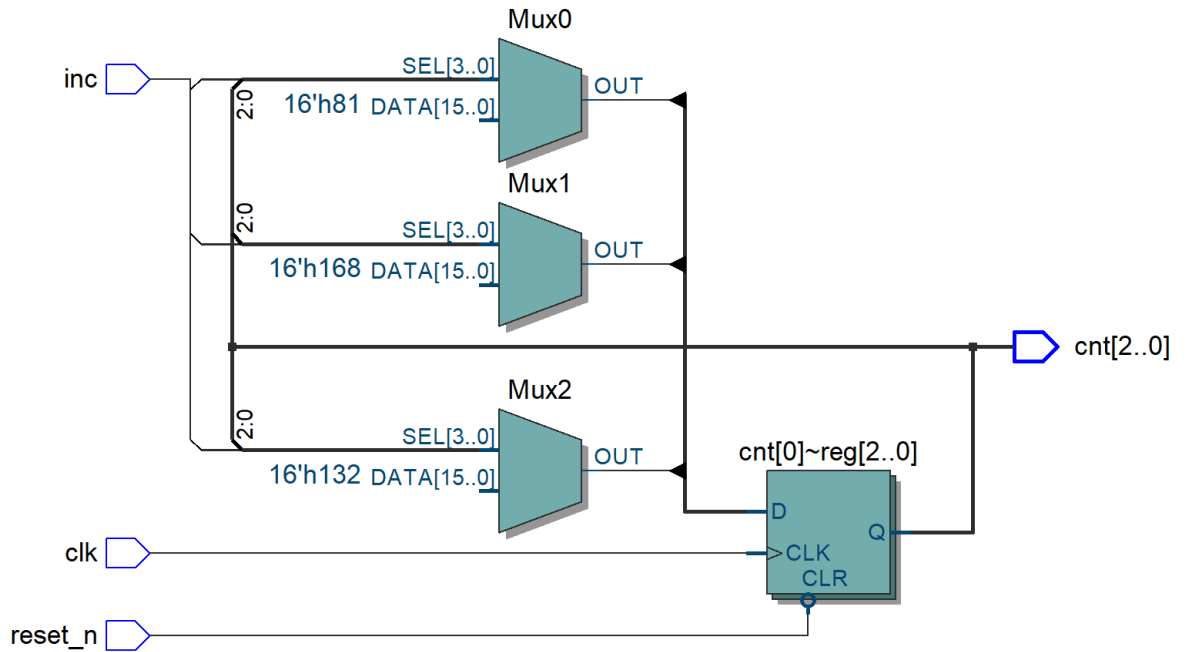 Mux0
inc
SEL[3..0]
OUT
2:0
16'h81 DATA[15..0]
Mux1
2:0
SEL[3..0]
OUT
16'h168 DATA[15..0]
cnt[2..0]
Mux2
2:0
SEL[3..0]
OUT
16'h132 DATA[15..0]
cnt[0]~reg[2..0]
D
Q
clk
CLK
CLR
reset_n